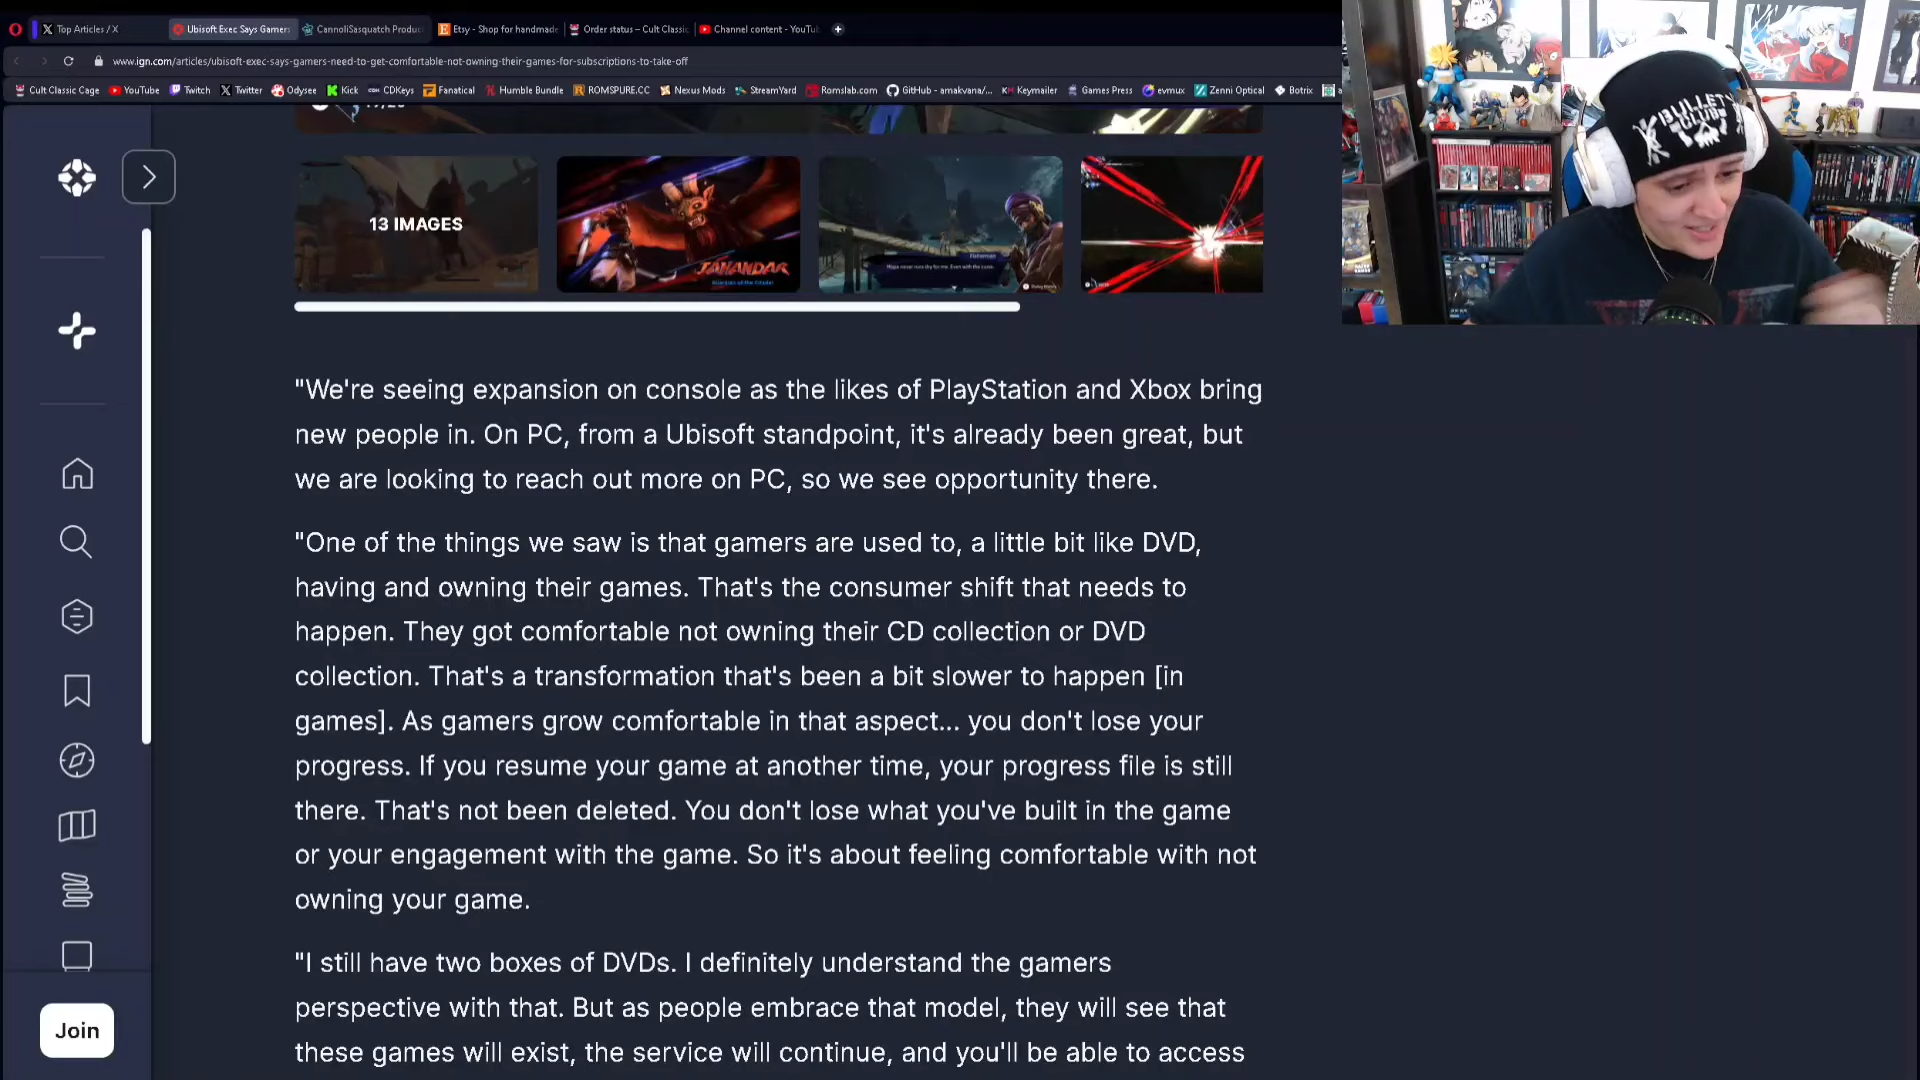 Top Articles / X
Ubisoft Exec Says Gamers
CannoliSasquatch Product
Etsy - Shop for handmade
Order status – Cult Classic
Channel content - YouTu
www.ign.com/articles/ubisoft-exec-says-gamers-need-to-get-comfortable-not-owning-their-games-for-subscriptions-to-take-off
Cult Classic Cage
YouTube
Twitch
Twitter
Odysee
Kick
CDKeys
Fanatical
Humble Bundle
ROMSPURE.CC
Nexus Mods
StreamYard
Romslab.com
GitHub - amakvana/...
Keymailer
Games Press
evmux
Zenni Optical
Botrix
BULLET
13 IMAGES
JAHANDAR
"We're seeing expansion on console as the likes of PlayStation and Xbox bring
new people in. On PC, from a Ubisoft standpoint, it's already been great, but
we are looking to reach out more on PC, so we see opportunity there.
"One of the things we saw is that gamers are used to, a little bit like DVD,
having and owning their games. That's the consumer shift that needs to
happen. They got comfortable not owning their CD collection or DVD
collection. That's a transformation that's been a bit slower to happen [in
games]. As gamers grow comfortable in that aspect... you don't lose your
progress. If you resume your game at another time, your progress file is still
there. That's not been deleted. You don't lose what you've built in the game
or your engagement with the game. So it's about feeling comfortable with not
owning your game.
"I still have two boxes of DVDs. I definitely understand the gamers
perspective with that. But as people embrace that model, they will see that
these games will exist, the service will continue, and you'll be able to access
Join